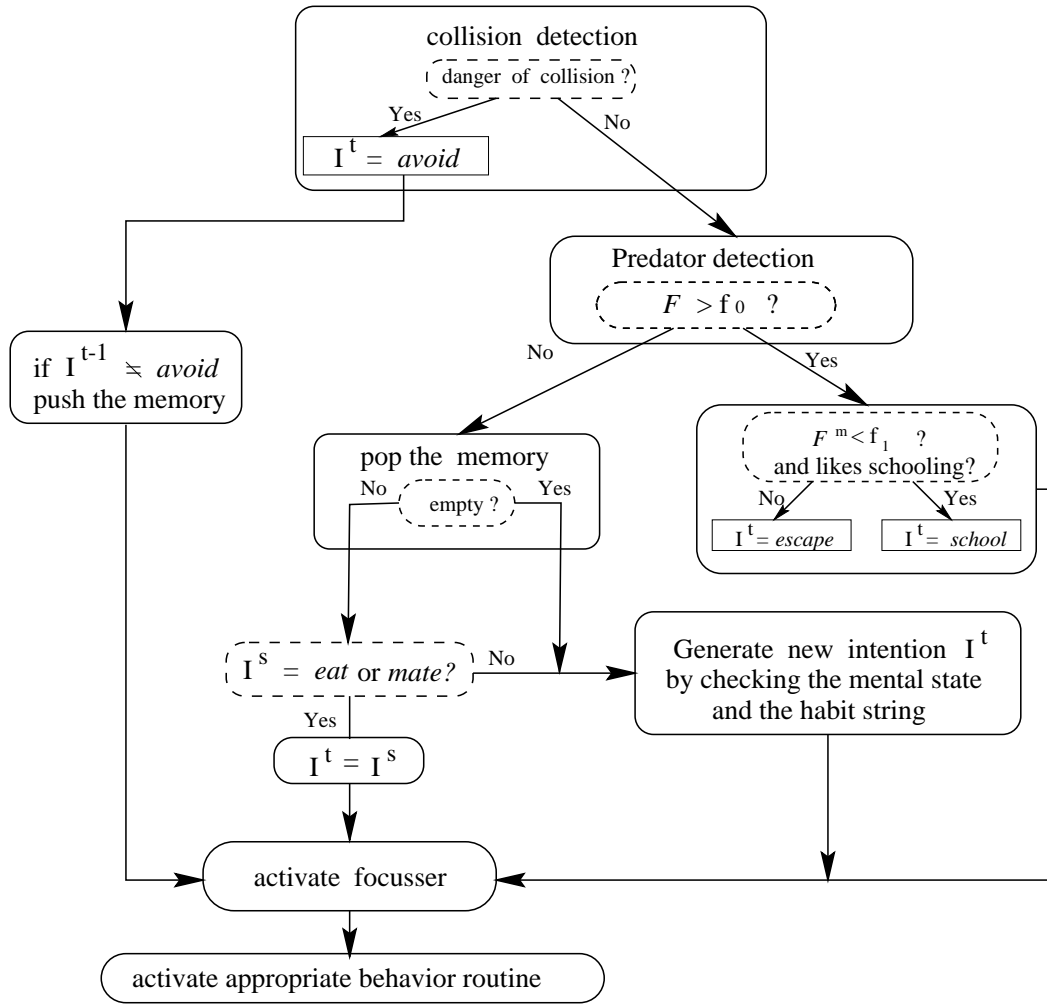 collision detection
danger of collision ?
Yes
No
I^t = avoid
Predator detection
F > f_0 ?
No
Yes
if I^{t-1} ≠ avoid
push the memory
F^m < f_1 ?
and likes schooling?
No
Yes
I^t = escape
I^t = school
pop the memory
No
Yes
empty ?
I^s = eat or mate?
No
Yes
Generate new intention I^t
by checking the mental state
and the habit string
I^t = I^s
activate focusser
activate appropriate behavior routine